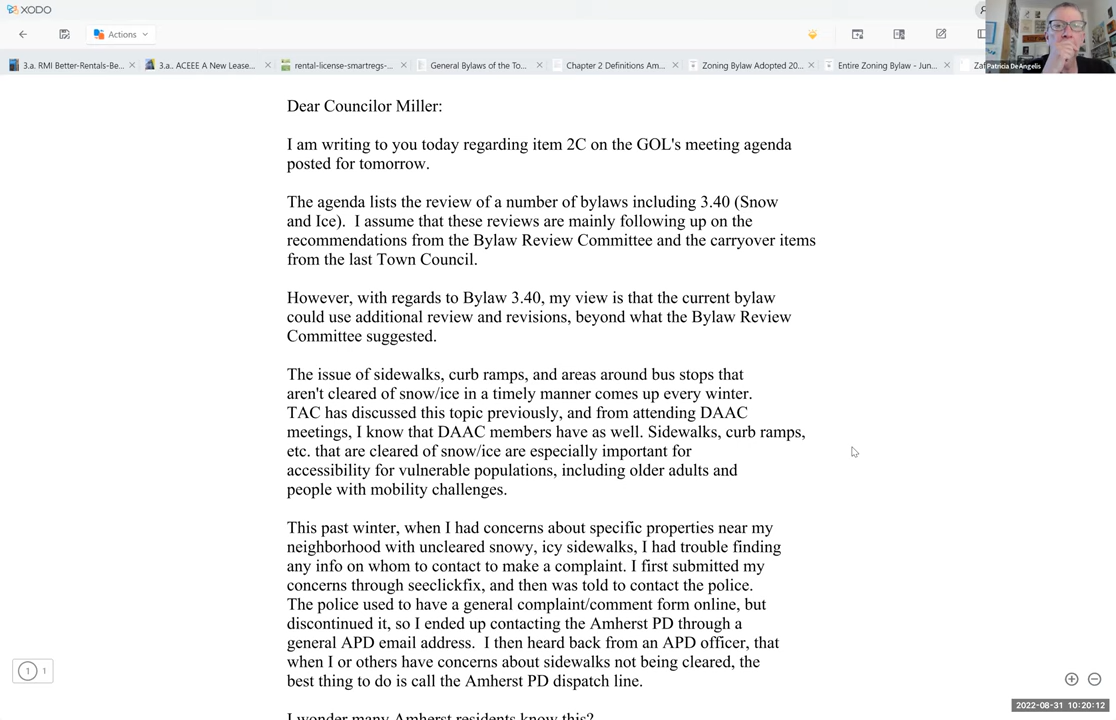 XODO
Actions
3.a. RMI Better-Rentals-Be...
3.a.. ACEEE A New Lease...
rental-license-smartregs-...
General Bylaws of the To...
Chapter 2 Definitions Am...
Zoning Bylaw Adopted 20...
Entire Zoning Bylaw - Jun...
Patricia De Angelis
Dear Councilor Miller:
I am writing to you today regarding item 2C on the GOL's meeting agenda
posted for tomorrow.
The agenda lists the review of a number of bylaws including 3.40 (Snow
and Ice). I assume that these reviews are mainly following up on the
recommendations from the Bylaw Review Committee and the carryover items
from the last Town Council.
However, with regards to Bylaw 3.40, my view is that the current bylaw
could use additional review and revisions, beyond what the Bylaw Review
Committee suggested.
The issue of sidewalks, curb ramps, and areas around bus stops that
aren't cleared of snow/ice in a timely manner comes up every winter.
TAC has discussed this topic previously, and from attending DAAC
meetings, I know that DAAC members have as well. Sidewalks, curb ramps,
etc. that are cleared of snow/ice are especially important for
accessibility for vulnerable populations, including older adults and
people with mobility challenges.
This past winter, when I had concerns about specific properties near my
neighborhood with uncleared snowy, icy sidewalks, I had trouble finding
any info on whom to contact to make a complaint. I first submitted my
concerns through seeclickfix, and then was told to contact the police.
The police used to have a general complaint/comment form online, but
discontinued it, so I ended up contacting the Amherst PD through a
general APD email address. I then heard back from an APD officer, that
when I or others have concerns about sidewalks not being cleared, the
best thing to do is call the Amherst PD dispatch line.
I wonder many Amherst residents know this?
1 1
2022-08-31 10:20:12